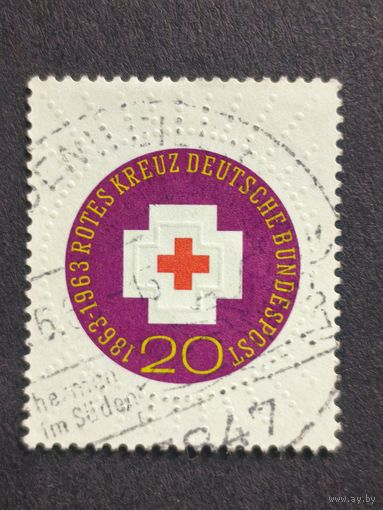 1863·1963 ROTES KREUZ DEUTSCHE BUNDESPOST
20
im Süden
www.ay.by